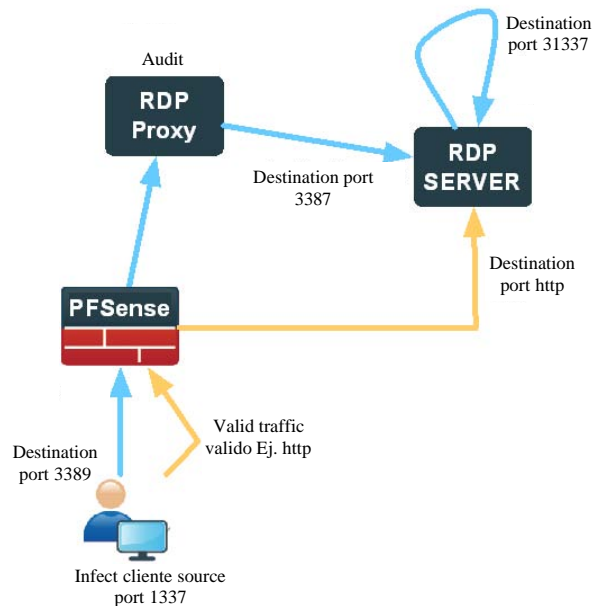 Destination
port 31337
Audit
RDP
Proxy
RDP
SERVER
Destination port
3387
Destination
port http
PFSense
Valid traffic
valido Ej. http
Destination
port 3389
Infect cliente source
port 1337